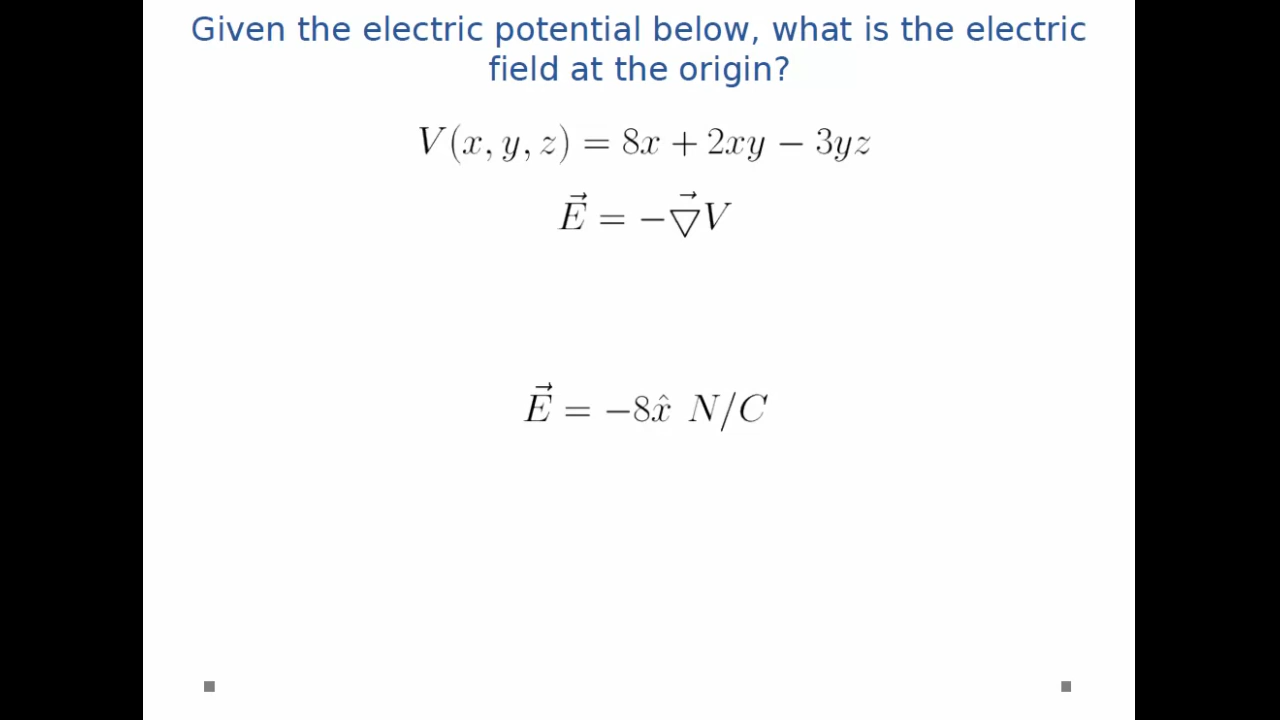 Given the electric potential below, what is the electric
field at the origin?
V(x, y, z) = 8x + 2xy − 3yz
E⃗ = −▽⃗V
E⃗ = −8x̂ N/C